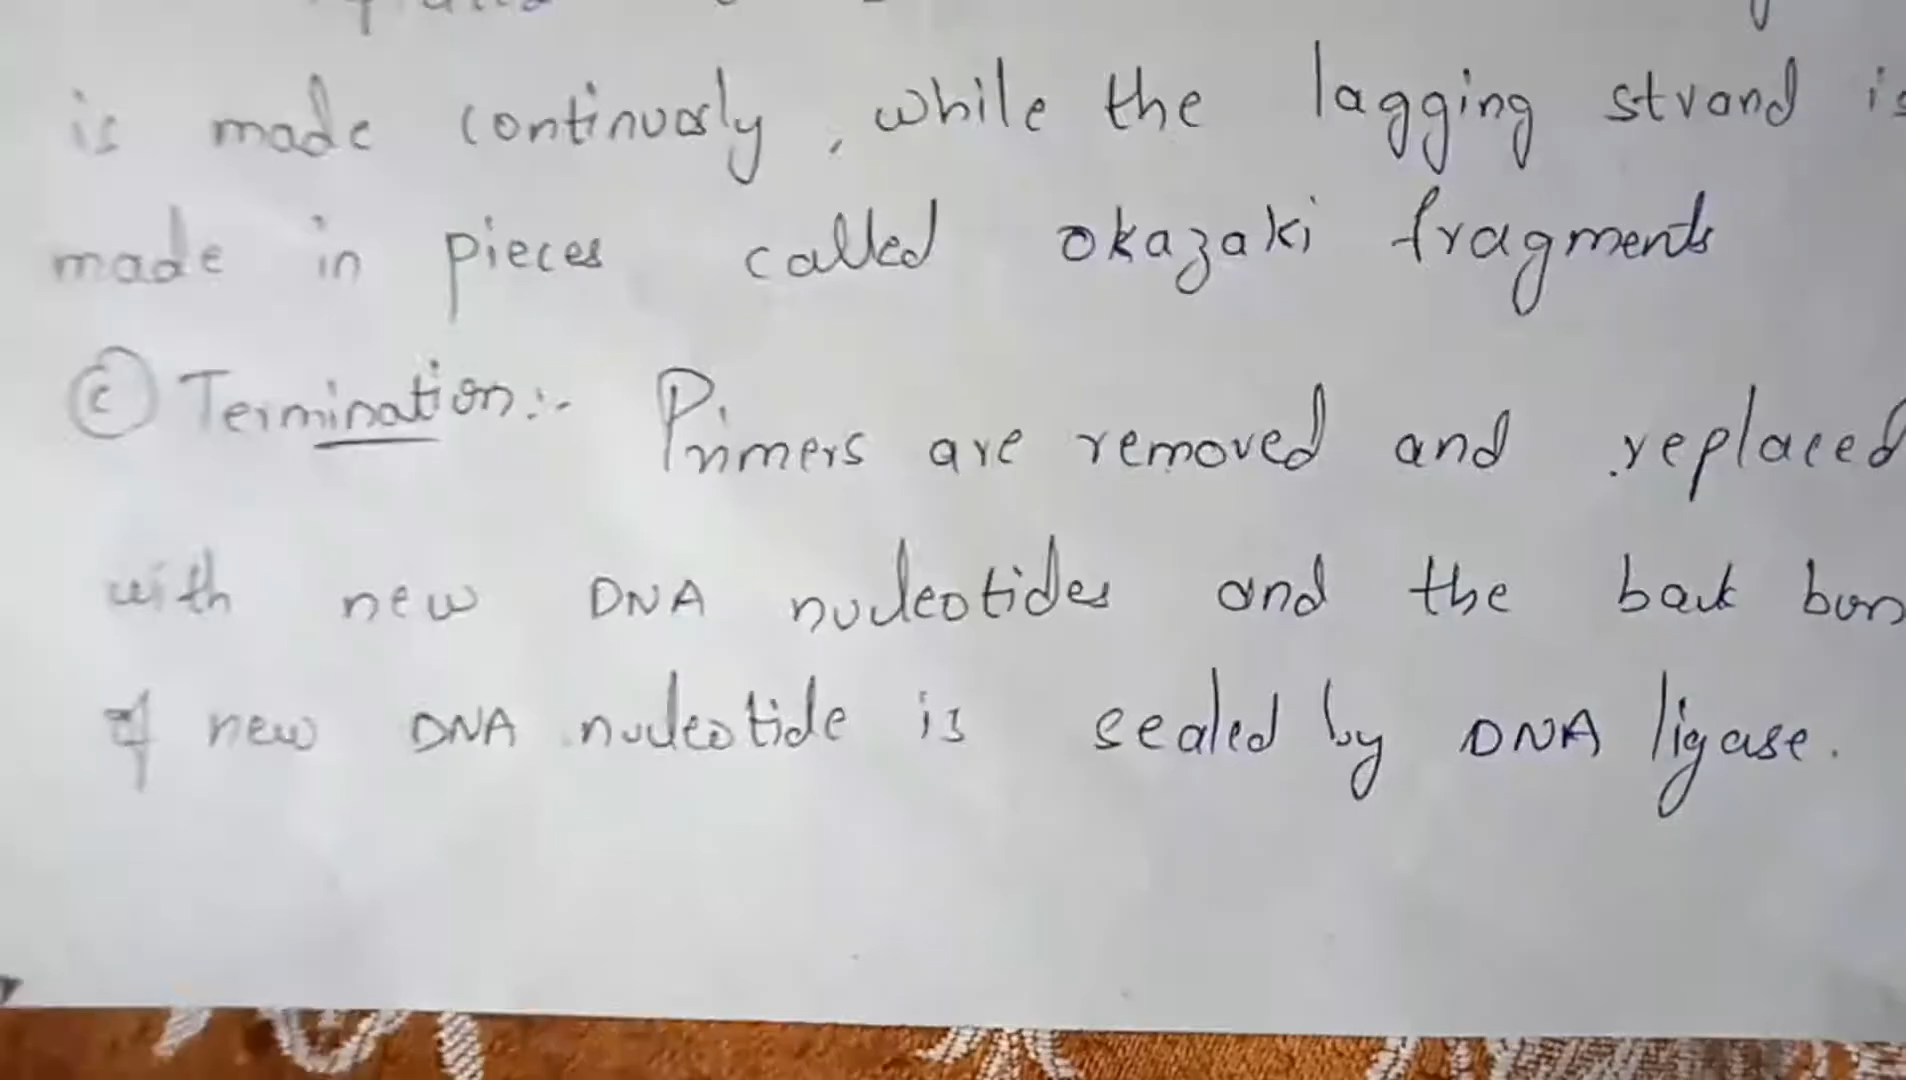 is made continuosly, while the lagging strand is
made in pieces called okazaki fragments
(c) Termination:- Primers are removed and replaced
with new DNA nucleotides and the back bon
of new DNA nucleotide is sealed by DNA ligase.